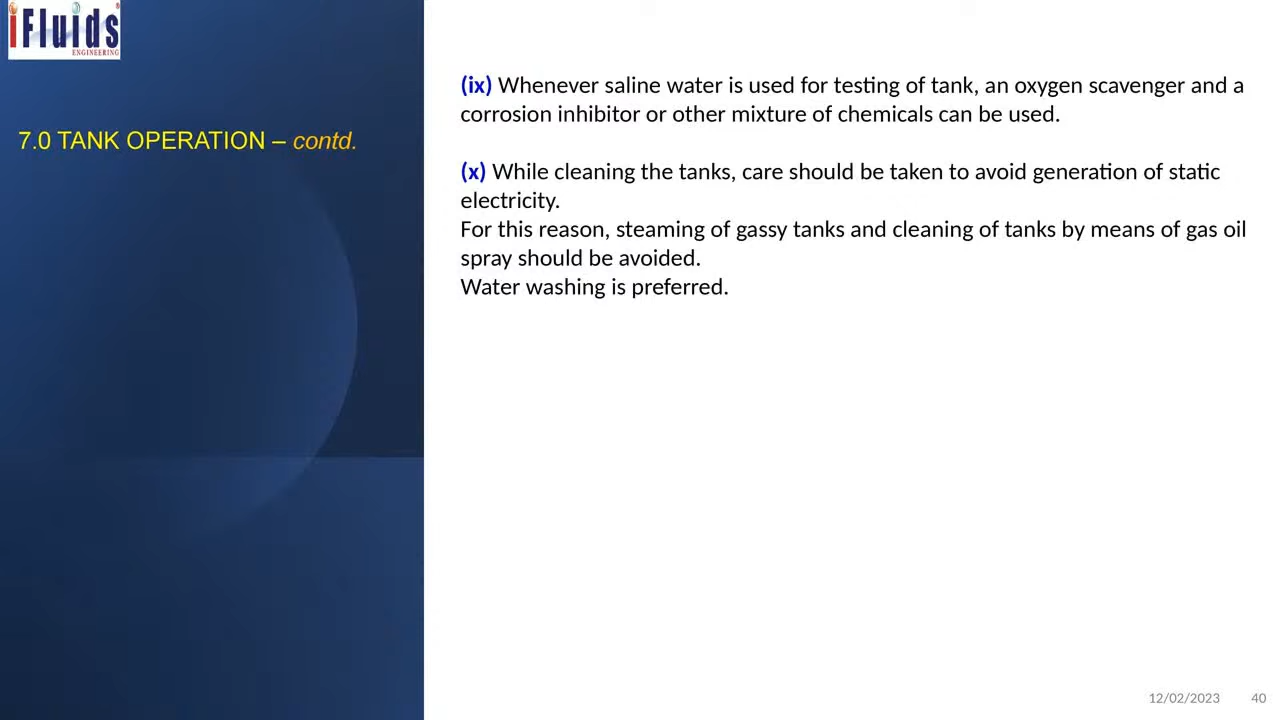 iFluids
ENGINEERING
7.0 TANK OPERATION – contd.
(ix) Whenever saline water is used for testing of tank, an oxygen scavenger and a
corrosion inhibitor or other mixture of chemicals can be used.
(x) While cleaning the tanks, care should be taken to avoid generation of static
electricity.
For this reason, steaming of gassy tanks and cleaning of tanks by means of gas oil
spray should be avoided.
Water washing is preferred.
12/02/2023 40